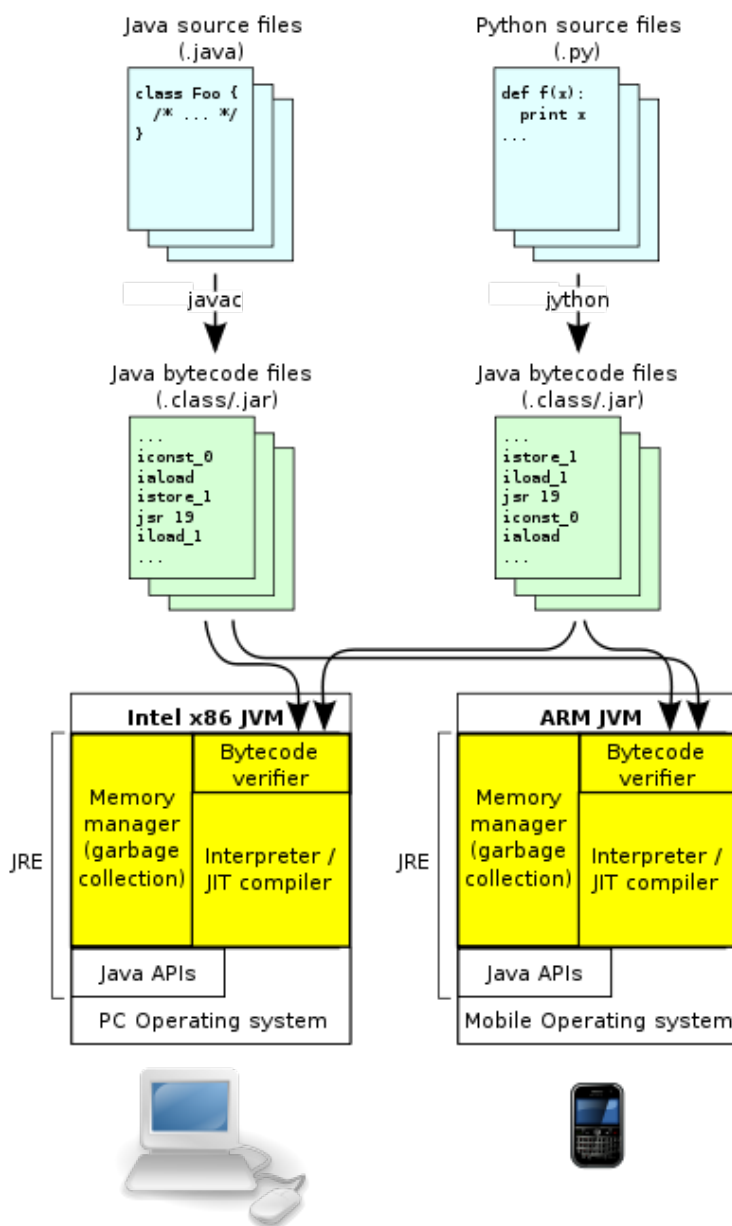 Java source files
(.java)
class Foo {
/* ... */
}
Python source files
(.py)
def f(x):
print x
...
javac
jython
Java bytecode files
(.class/.jar)
...
iconst_0
iaload
istore_1
jsr 19
iload_1
...
Java bytecode files
(.class/.jar)
...
istore_1
iload_1
jsr 19
iconst_0
iaload
...
Intel x86 JVM
JRE
Memory
manager
(garbage
collection)
Bytecode
verifier
Interpreter /
JIT compiler
Java APIs
PC Operating system
ARM JVM
JRE
Memory
manager
(garbage
collection)
Bytecode
verifier
Interpreter /
JIT compiler
Java APIs
Mobile Operating system